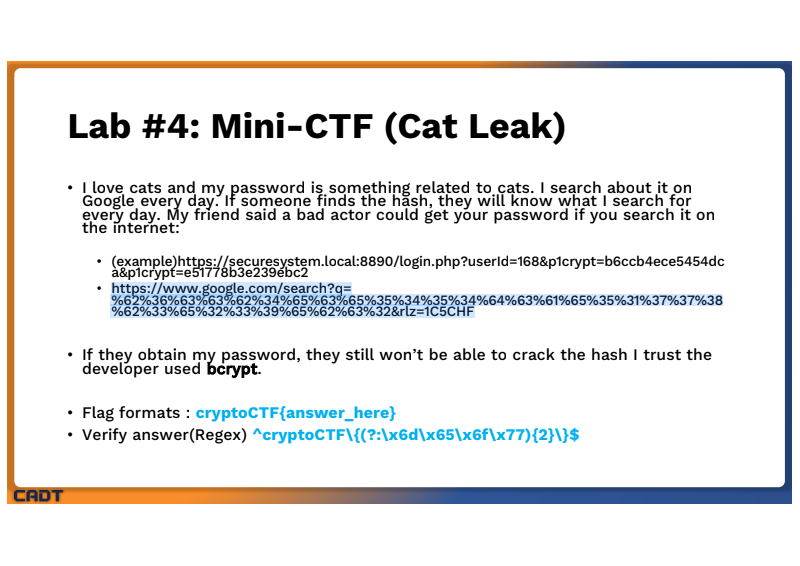 Lab #4: Mini-CTF (Cat Leak)
• I love cats and my password is something related to cats. I search about it on
Google every day. If someone finds the hash, they will know what I search for
every day. My friend said a bad actor could get your password if you search it on
the internet:
• (example)https://securesystem.local:8890/login.php?userId=168&p1crypt=b6ccb4ece5454dc
a&p1crypt=e51778b3e239ebc2
• https://www.google.com/search?q=
%62%36%63%63%62%34%65%63%65%35%34%35%34%64%63%61%65%35%31%37%37%38
%62%33%65%32%33%39%65%62%63%32&rlz=1C5CHF
• If they obtain my password, they still won’t be able to crack the hash I trust the
developer used bcrypt.
• Flag formats : cryptoCTF{answer_here}
• Verify answer(Regex) ^cryptoCTF\{(?:\x6d\x65\x6f\x77){2}\}$
CADT